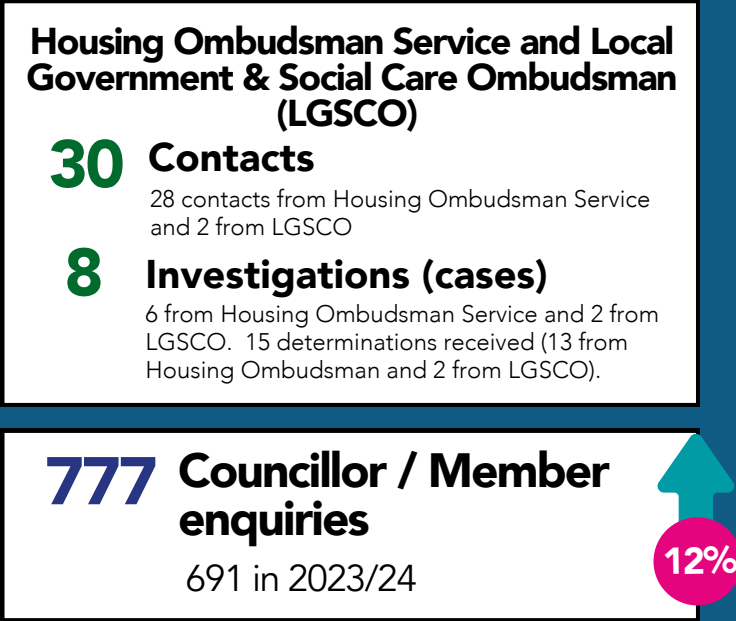 Housing Ombudsman Service and Local
Government & Social Care Ombudsman
(LGSCO)
30 Contacts
28 contacts from Housing Ombudsman Service
and 2 from LGSCO
8 Investigations (cases)
6 from Housing Ombudsman Service and 2 from
LGSCO. 15 determinations received (13 from
Housing Ombudsman and 2 from LGSCO).
777 Councillor / Member
enquiries
691 in 2023/24
12%